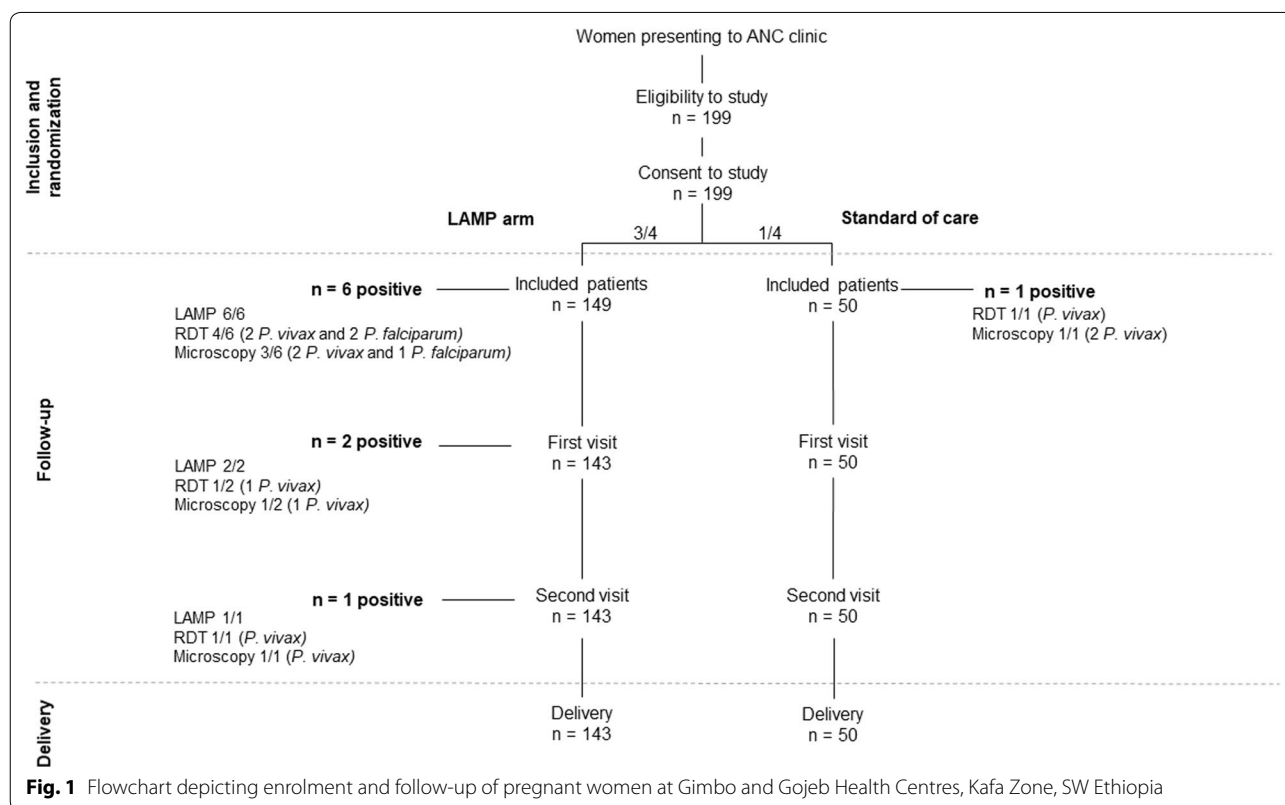 Women presenting to ANC clinic
Inclusion and
randomization
Eligibility to study
n = 199
Consent to study
n = 199
LAMP arm
Standard of care
3/4
1/4
Follow-up
n = 6 positive
LAMP 6/6
RDT 4/6 (2 P. vivax and 2 P. falciparum)
Microscopy 3/6 (2 P. vivax and 1 P. falciparum)
Included patients
n = 149
Included patients
n = 50
n = 1 positive
RDT 1/1 (P. vivax)
Microscopy 1/1 (2 P. vivax)
n = 2 positive
LAMP 2/2
RDT 1/2 (1 P. vivax)
Microscopy 1/2 (1 P. vivax)
First visit
n = 143
First visit
n = 50
n = 1 positive
LAMP 1/1
RDT 1/1 (P. vivax)
Microscopy 1/1 (P. vivax)
Second visit
n = 143
Second visit
n = 50
Delivery
Delivery
n = 143
Delivery
n = 50
Fig. 1 Flowchart depicting enrolment and follow-up of pregnant women at Gimbo and Gojeb Health Centres, Kafa Zone, SW Ethiopia